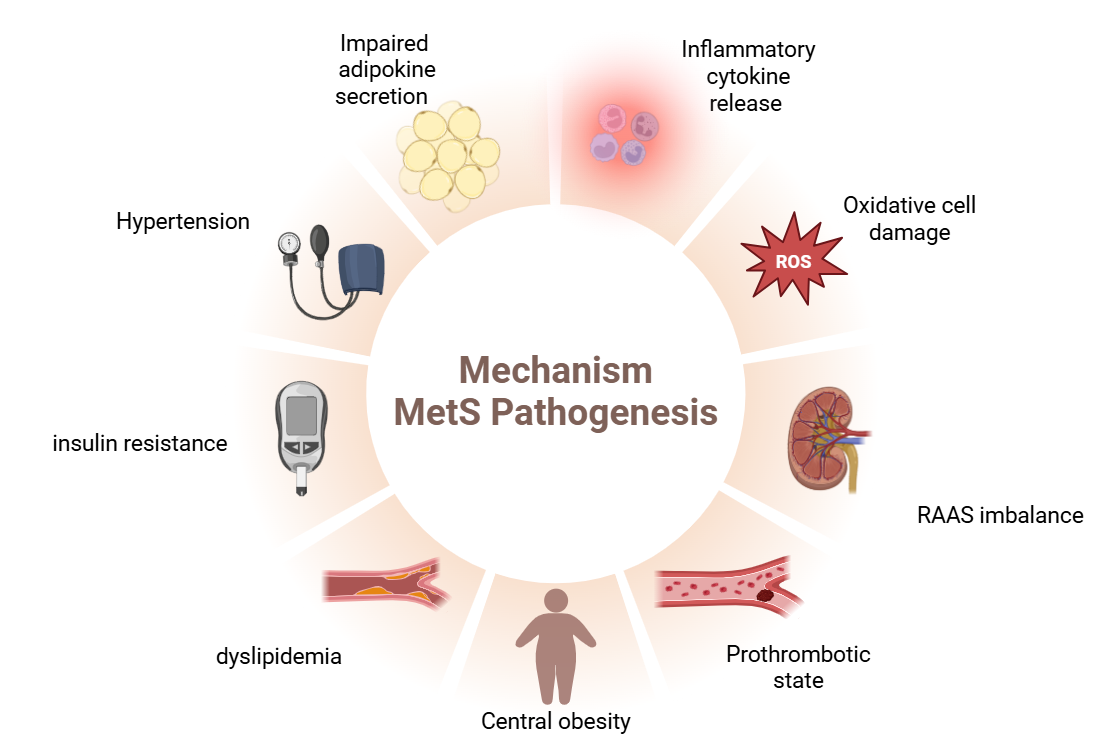 Impaired
adipokine
secretion
Inflammatory
cytokine
release
Hypertension
Oxidative cell
damage
ROS
Mechanism
MetS Pathogenesis
insulin resistance
RAAS imbalance
dyslipidemia
Prothrombotic
state
Central obesity